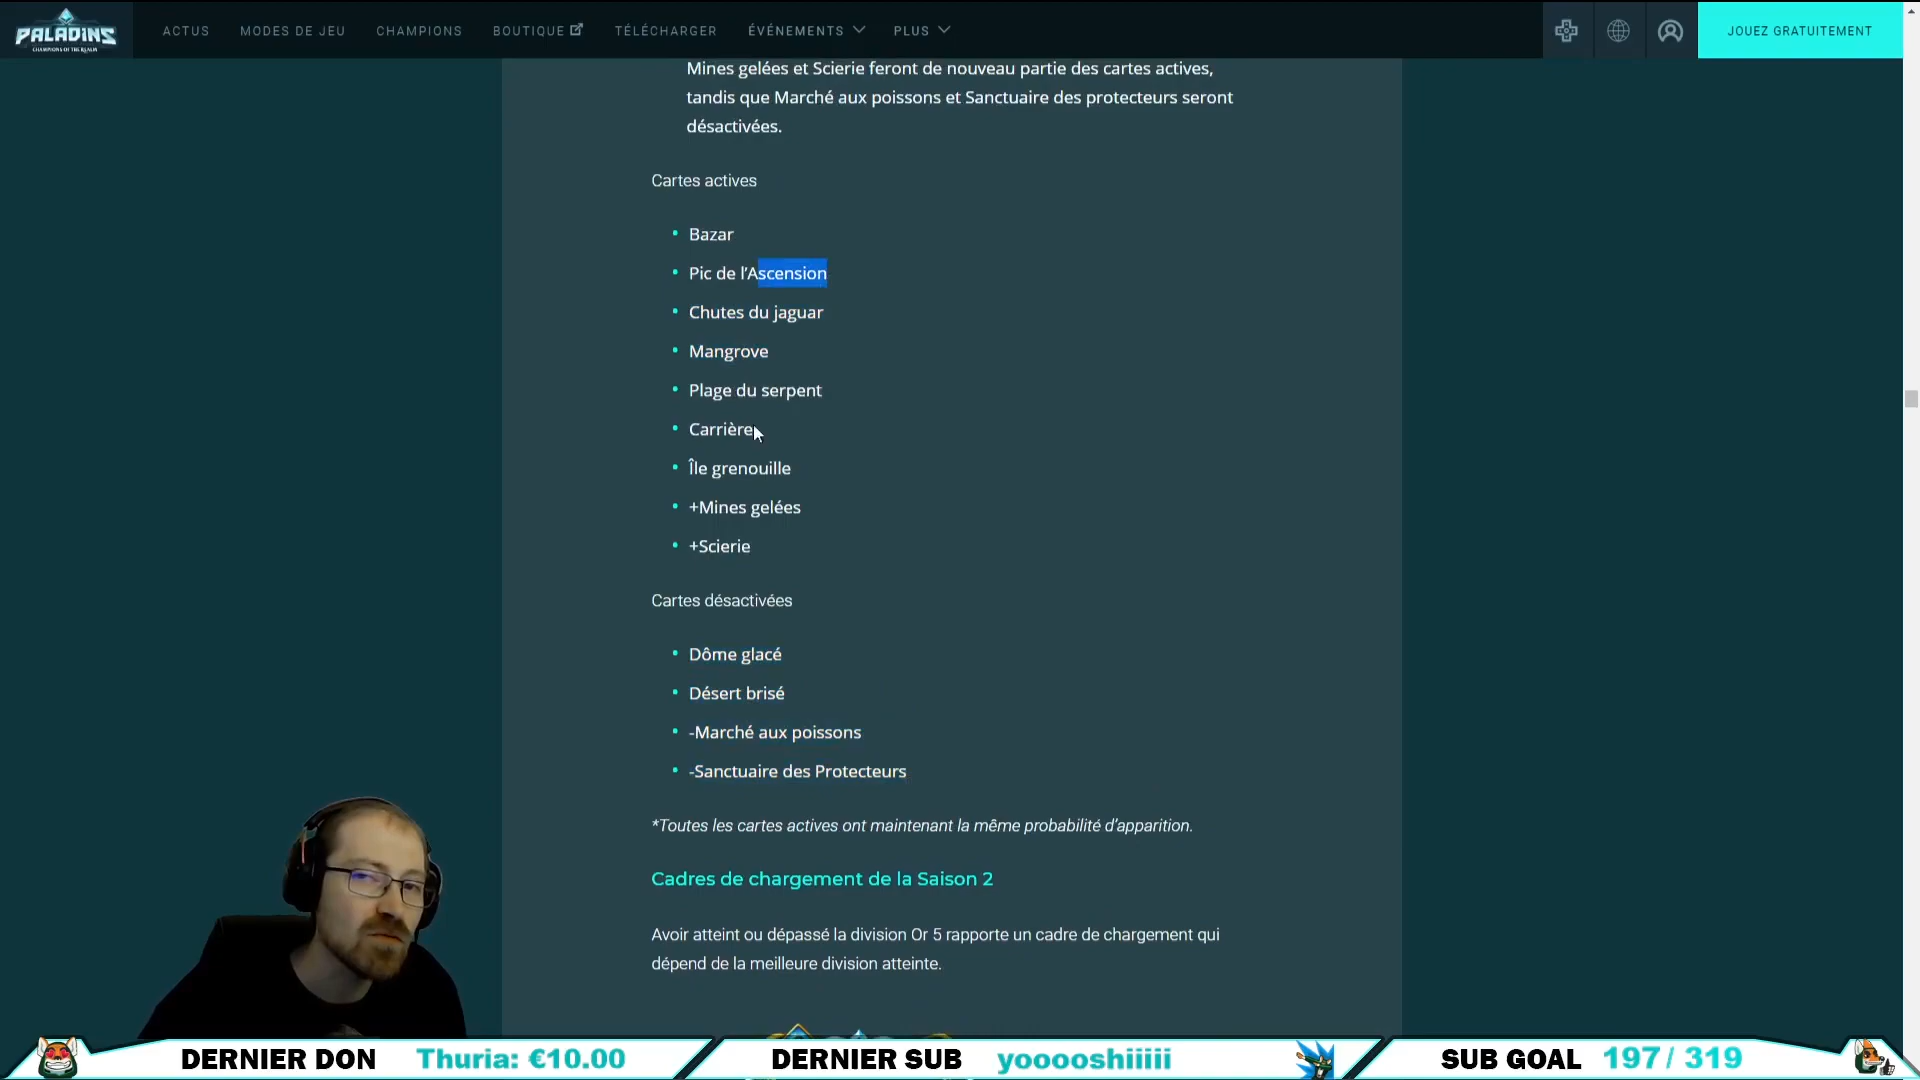 PALADINS
CHAMPIONS OF THE REALM
ACTUS MODES DE JEU CHAMPIONS BOUTIQUE TÉLÉCHARGER ÉVÉNEMENTS PLUS JOUEZ GRATUITEMENT
Mines gelées et Scierie feront de nouveau partie des cartes actives,
tandis que Marché aux poissons et Sanctuaire des protecteurs seront
désactivées.
Cartes actives
Bazar
Pic de l'Ascension
Chutes du jaguar
Mangrove
Plage du serpent
Carrière
Île grenouille
+Mines gelées
+Scierie
Cartes désactivées
Dôme glacé
Désert brisé
-Marché aux poissons
-Sanctuaire des Protecteurs
*Toutes les cartes actives ont maintenant la même probabilité d'apparition.
Cadres de chargement de la Saison 2
Avoir atteint ou dépassé la division Or 5 rapporte un cadre de chargement qui
dépend de la meilleure division atteinte.
DERNIER DON Thuria: €10.00 DERNIER SUB yooooshiiiii SUB GOAL 197 / 319